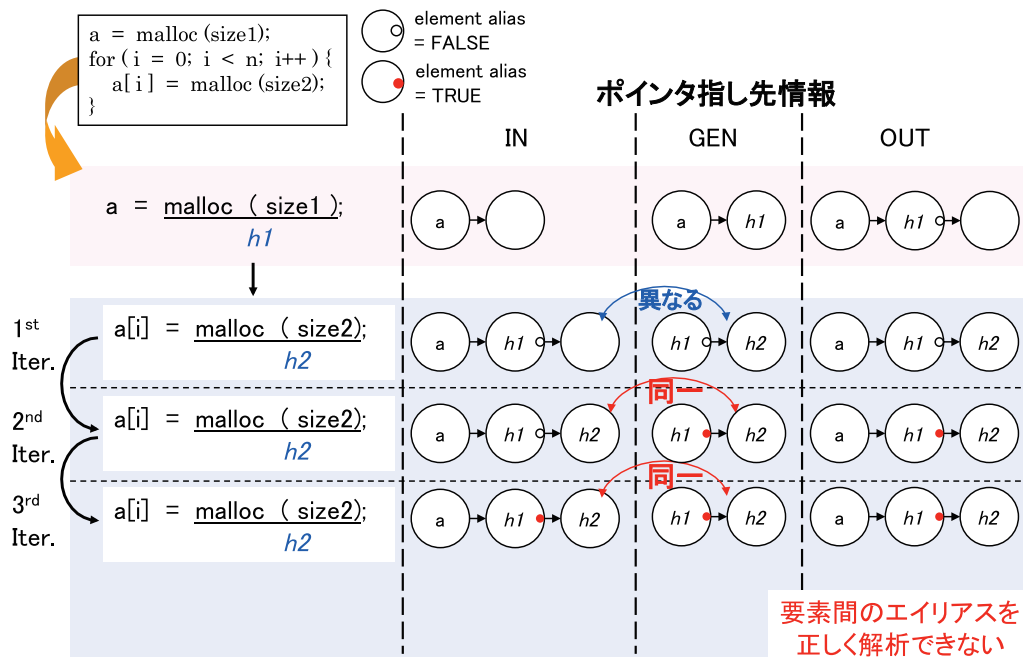 a = malloc(size1);
for(i = 0; i < n; i++){
a[i] = malloc(size2);
}
element alias
= FALSE
element alias
= TRUE
ポインタ指し先情報
IN GEN OUT
a = malloc ( size1 );
h1
a a h1 a h1
異なる
1st
Iter.
a[i] = malloc ( size2);
h2
a h1 h1 h2 a h1 h2
同一
2nd
Iter.
a[i] = malloc ( size2);
h2
a h1 h2 h1 h2 a h1 h2
同一
3rd
Iter.
a[i] = malloc ( size2);
h2
a h1 h2 h1 h2 a h1 h2
要素間のエイリアスを
正しく解析できない